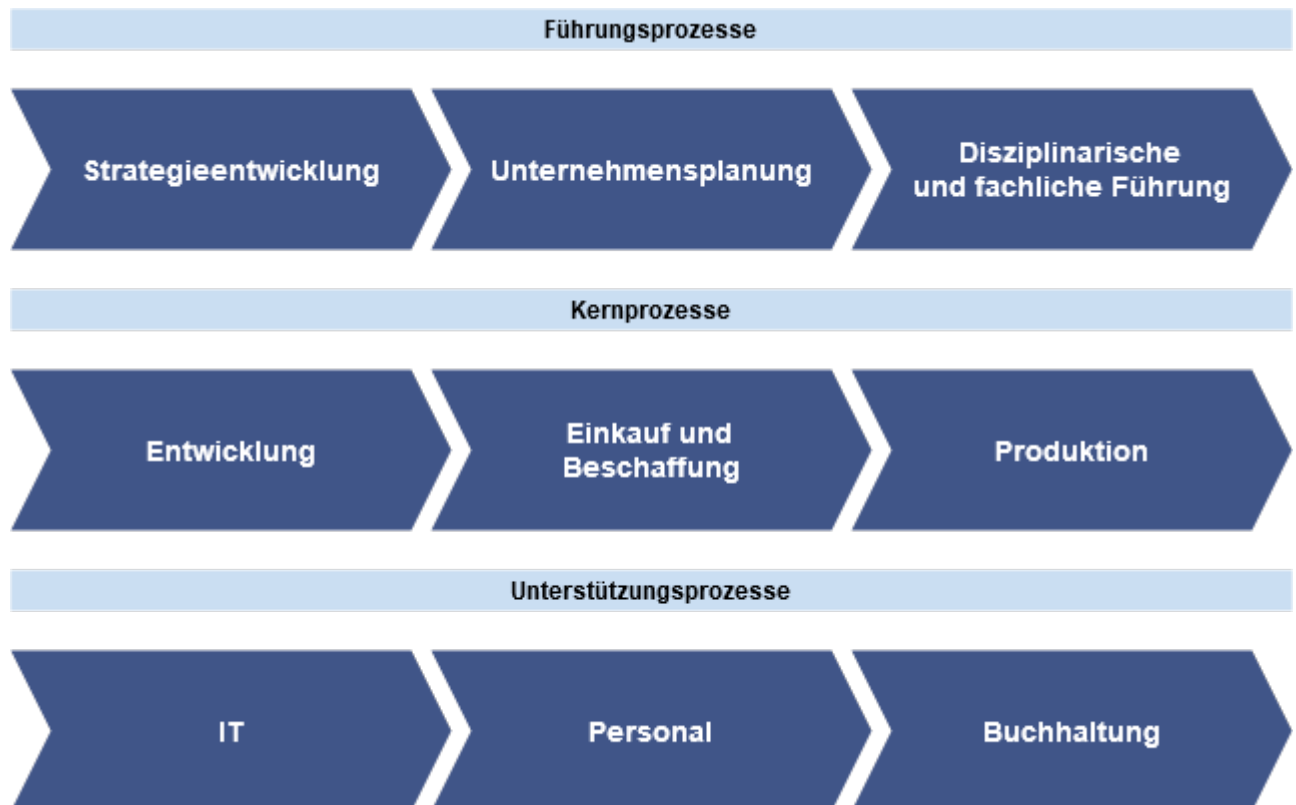 Führungsprozesse
Strategieentwicklung
Unternehmensplanung
Disziplinarische
und fachliche Führung
Kernprozesse
Entwicklung
Einkauf und
Beschaffung
Produktion
Unterstützungsprozesse
IT
Personal
Buchhaltung